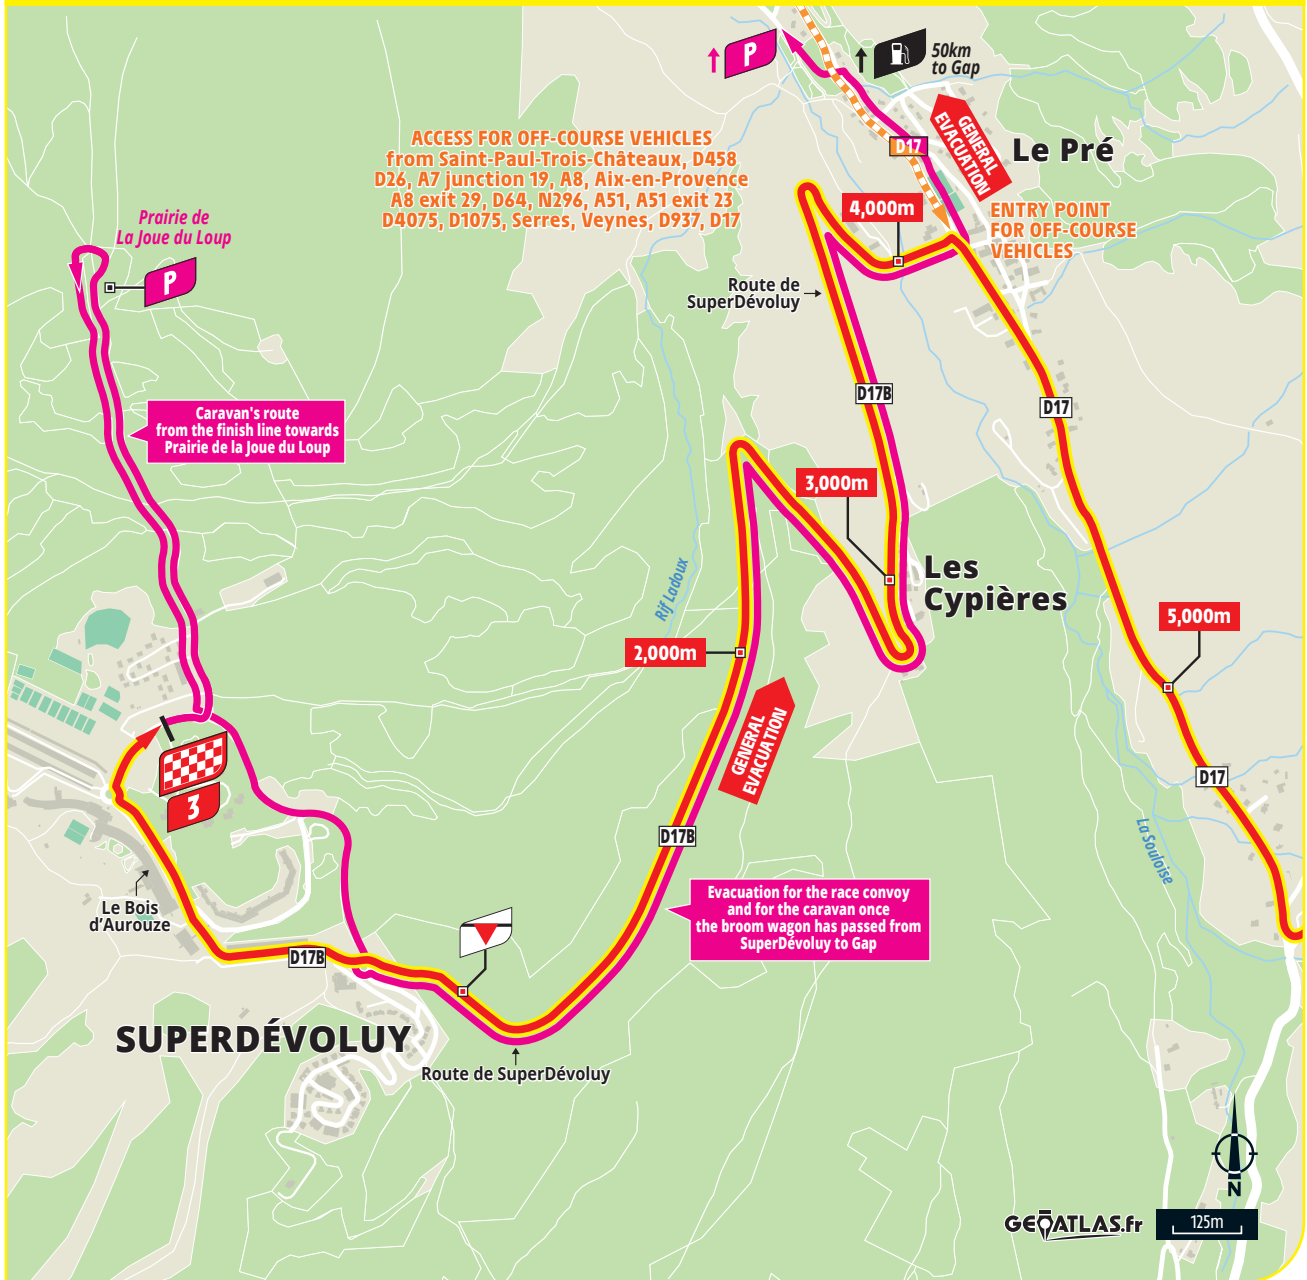 P
50km
to Gap
GENERAL
EVACUATION
Le Pré
D17
ACCESS FOR OFF-COURSE VEHICLES
from Saint-Paul-Trois-Châteaux, D458
D26, A7 junction 19, A8, Aix-en-Provence
A8 exit 29, D64, N296, A51, A51 exit 23
D4075, D1075, Serres, Veynes, D937, D17
4,000m
ENTRY POINT
FOR OFF-COURSE
VEHICLES
Prairie de
La Joue du Loup
P
Route de
SuperDévoluy
D17B
D17
Caravan's route
from the finish line towards
Prairie de la Joue du Loup
3,000m
Les
Cypières
Rif Ladoux
5,000m
2,000m
GENERAL
EVACUATION
3
D17
D17B
La Souloise
Evacuation for the race convoy
and for the caravan once
the broom wagon has passed from
SuperDévoluy to Gap
Le Bois
d'Aurouze
D17B
SUPERDÉVOLUY
Route de SuperDévoluy
N
GEOATLAS.fr
125m